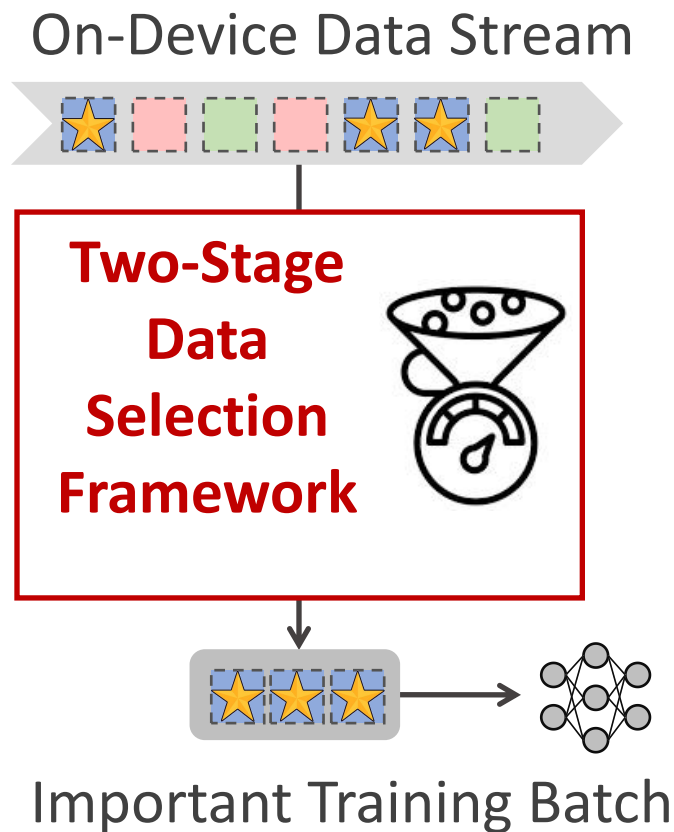 On-Device Data Stream
Two-Stage
Data
Selection
Framework
Important Training Batch